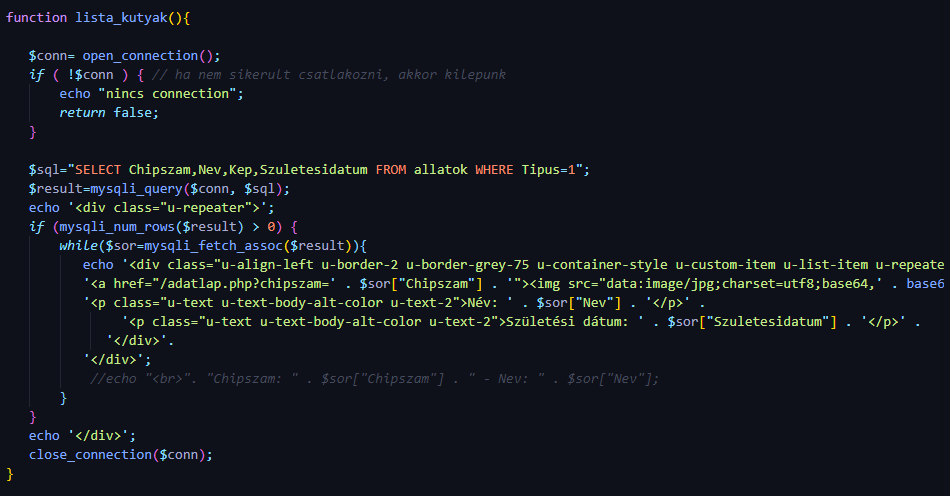 function lista_kutyak(){
$conn= open_connection();
if ( !$conn ) { // ha nem sikerult csatlakozni, akkor kilepunk
echo "nincs connection";
return false;
}
$sql="SELECT Chipszam,Nev,Kep,Szuletesidatum FROM allatok WHERE Tipus=1";
$result=mysqli_query($conn, $sql);
echo '<div class="u-repeater">';
if (mysqli_num_rows($result) > 0) {
while($sor=mysqli_fetch_assoc($result)){
echo '<div class="u-align-left u-border-2 u-border-grey-75 u-container-style u-custom-item u-list-item u-repeate
'<a href="/adatlap.php?chipszam=' . $sor["Chipszam"] . '"><img src="data:image/jpg;charset=utf8;base64,' . base6
'<p class="u-text u-text-body-alt-color u-text-2">Név: ' . $sor["Nev"] . '</p>' .
'<p class="u-text u-text-body-alt-color u-text-2">Születési dátum: ' . $sor["Szuletesidatum"] . '</p>' .
'</div>'.
'</div>';
//echo "<br>". "Chipszam: " . $sor["Chipszam"] . " - Nev: " . $sor["Nev"];
}
}
echo '</div>';
close_connection($conn);
}